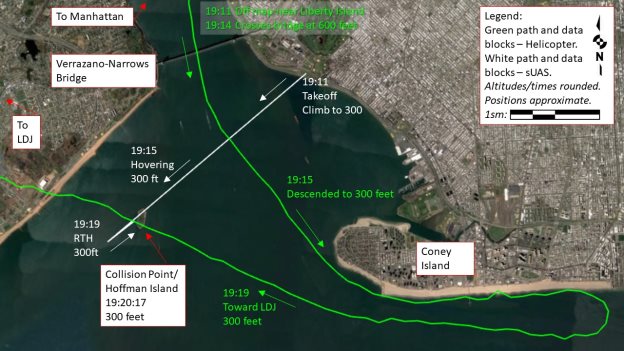 To Manhattan
19:11 Off map near Liberty Island
19:14 Crosses bridge at 600 feet
Legend:
Green path and data
blocks – Helicopter.
White path and data
blocks – sUAS.
Altitudes/times rounded.
Positions approximate.
1sm:
N
Verrazano-Narrows
Bridge
19:11
Takeoff
Climb to 300
To
LDJ
19:15
Hovering
300 ft
19:15
Descended to 300 feet
19:19
RTH
300ft
Coney
Island
Collision Point/
Hoffman Island
19:20:17
300 feet
19:19
Toward LDJ
300 feet